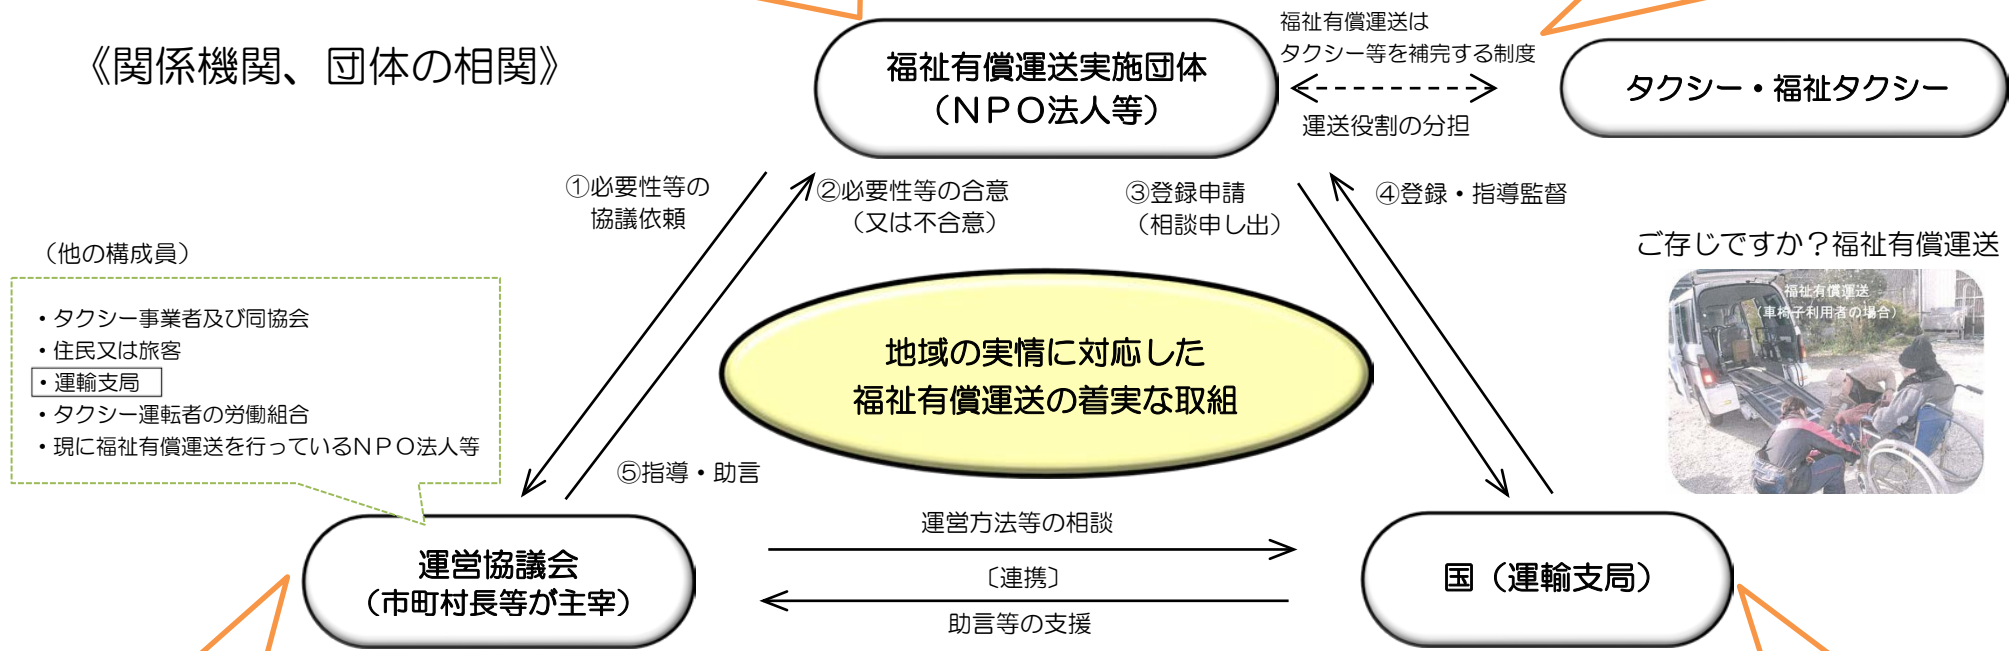 《関係機関、団体の相関》
福祉有償運送実施団体
（ＮＰＯ法人等）
福祉有償運送は
タクシー等を補完する制度
運送役割の分担
タクシー・福祉タクシー
①必要性等の
協議依頼
②必要性等の合意
（又は不合意）
③登録申請
（相談申し出）
④登録・指導監督
（他の構成員）
・タクシー事業者及び同協会
・住民又は旅客
・運輸支局
・タクシー運転者の労働組合
・現に福祉有償運送を行っているＮＰＯ法人等
地域の実情に対応した
福祉有償運送の着実な取組
ご存じですか？福祉有償運送
福祉有償運送
（車椅子利用者の場合）
⑤指導・助言
運営協議会
（市町村長等が主宰）
運営方法等の相談
〔連携〕
助言等の支援
国（運輸支局）